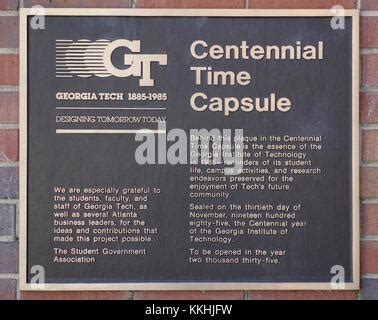 GT
GEORGIA TECH 1885-1985
DESIGNING TOMORROW TODAY
We are especially grateful to
the students, faculty, and
staff of Georgia Tech, as
well as several Atlanta
business leaders, for the
ideas and contributions that
made this project possible.
The Student Government
Association
Centennial
Time
Capsule
Behind this plaque in the Centennial
Time Capsule is the essence of the
Georgia Institute of Technology
in 1985—reminders of its student
life, campus activities, and research
endeavors preserved for the
enjoyment of Tech's future
community.
Sealed on the thirtieth day of
November, nineteen hundred
eighty-five, the Centennial year
of the Georgia Institute of
Technology.
To be opened in the year
two thousand thirty-five.
alamy
KKHJFW